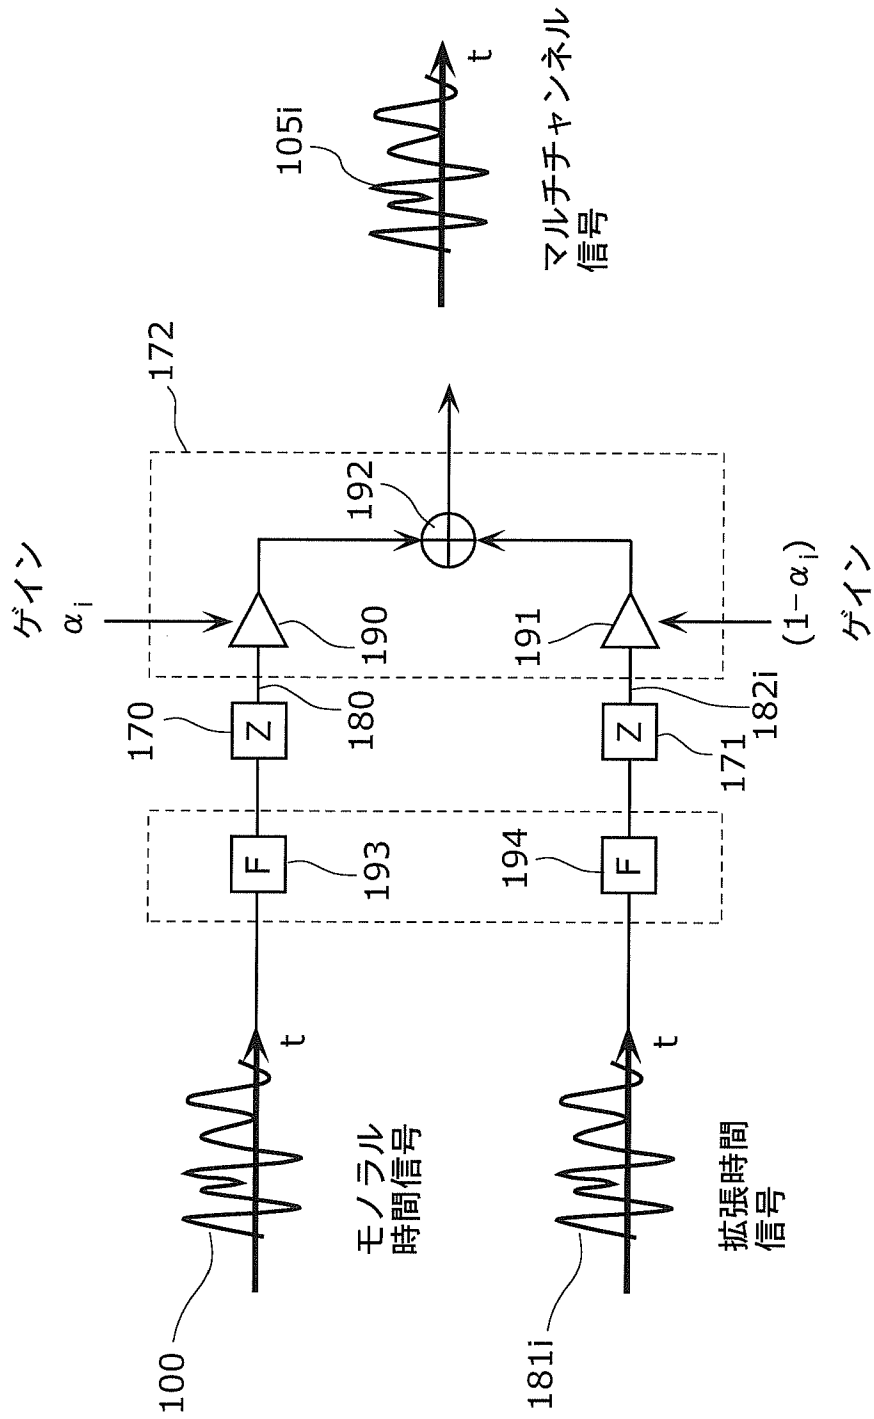 100
モノラル
時間信号
t
F
193
170
Z
180
ゲイン
αi
190
172
192
181i
拡張時間
信号
t
F
194
Z
171
182i
191
(1−αi)
ゲイン
105i
t
マルチチャンネル
信号